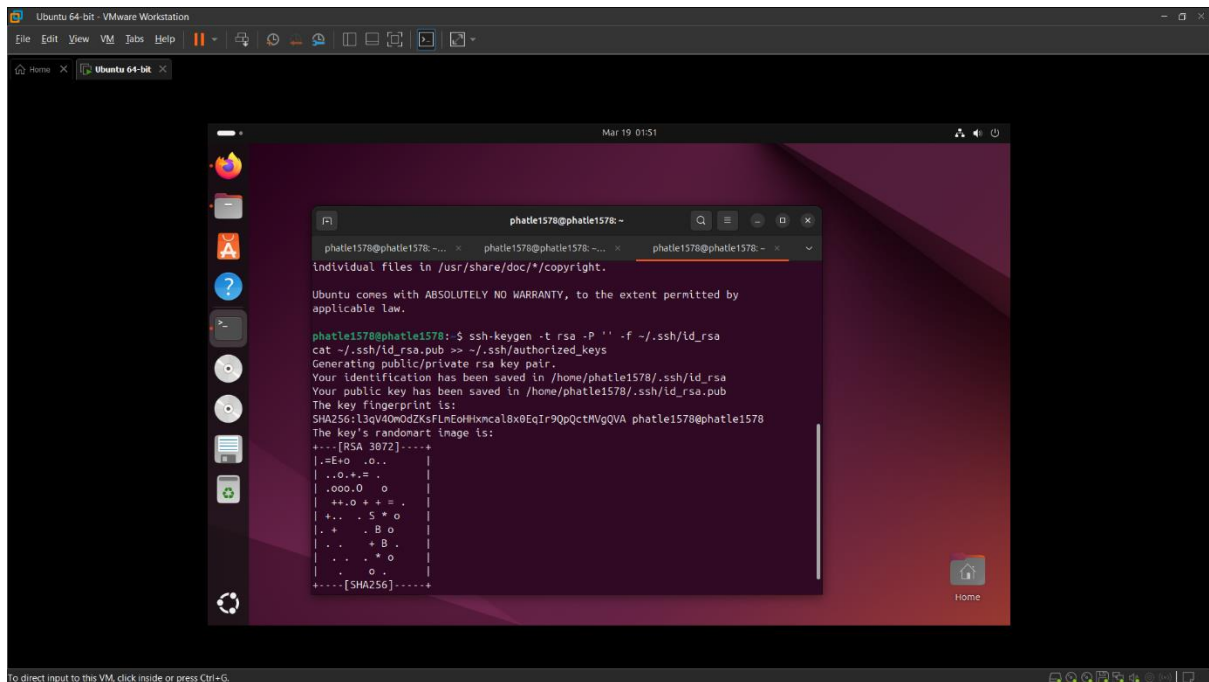 Ubuntu 64-bit - VMware Workstation
File Edit View VM Tabs Help
Home Ubuntu 64-bit
Mar 19 01:51
phatle1578@phatle1578: ~
phatle1578@phatle1578: ~... phatle1578@phatle1578: ~... phatle1578@phatle1578: ~
individual files in /usr/share/doc/*/copyright.
Ubuntu comes with ABSOLUTELY NO WARRANTY, to the extent permitted by
applicable law.
phatle1578@phatle1578:~$ ssh-keygen -t rsa -P '' -f ~/.ssh/id_rsa
cat ~/.ssh/id_rsa.pub >> ~/.ssh/authorized_keys
Generating public/private rsa key pair.
Your identification has been saved in /home/phatle1578/.ssh/id_rsa
Your public key has been saved in /home/phatle1578/.ssh/id_rsa.pub
The key fingerprint is:
SHA256:l3qV4OmOdZKsFLmEoHHxmcal8x0EqIr9QpQctMVgQVA phatle1578@phatle1578
The key's randomart image is:
+---[RSA 3072]----+
|.=E+o  .o..      |
| ..o.+.= .       |
| .ooo.O   o      |
|  ++.o + + = .   |
| +.. . S * o     |
|. +    . B o     |
| . .    + B .    |
|  . .  . * o     |
|   .    o .      |
+----[SHA256]-----+
Home
To direct input to this VM, click inside or press Ctrl+G.